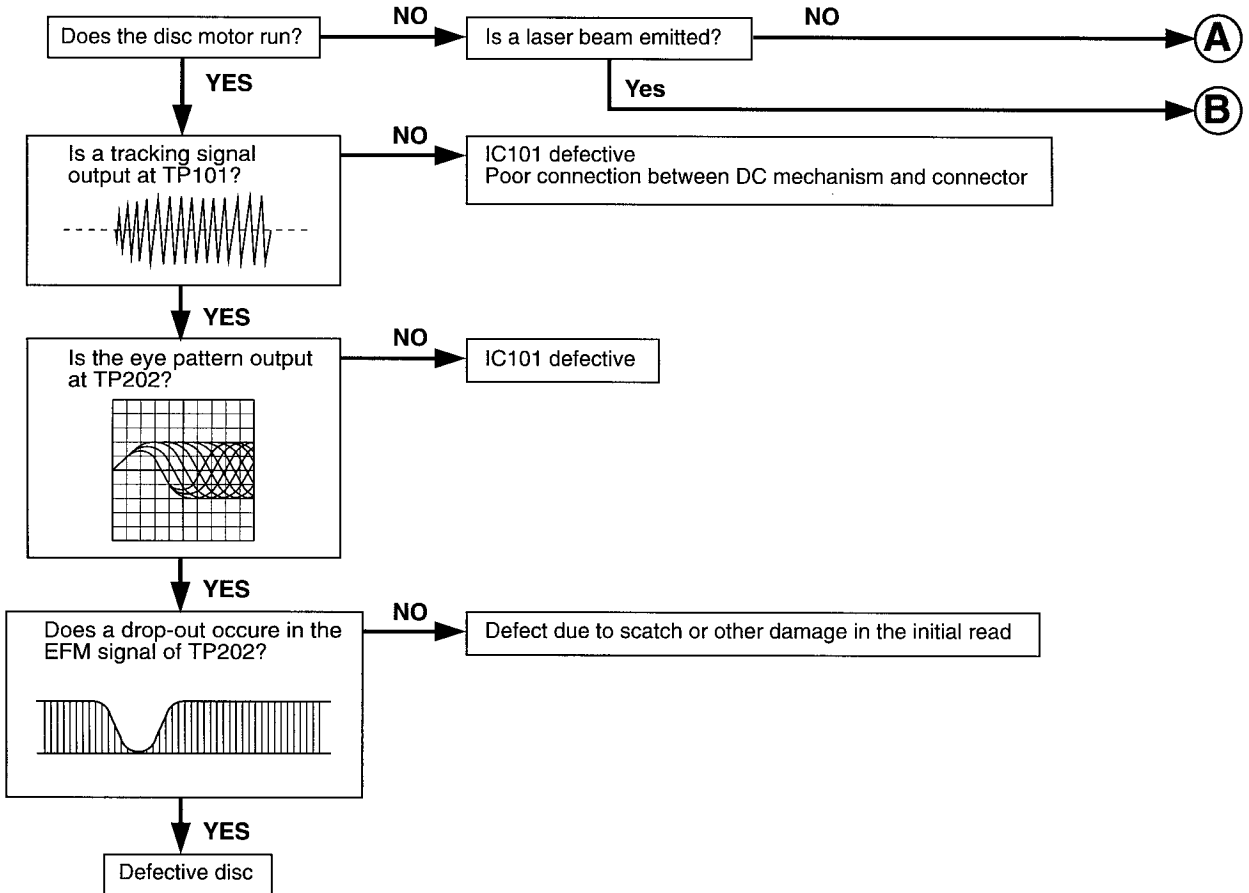 Does the disc motor run?
NO
Is a laser beam emitted?
NO
A
YES
Yes
B
Is a tracking signal
output at TP101?
NO
IC101 defective
Poor connection between DC mechanism and connector
YES
Is the eye pattern output
at TP202?
NO
IC101 defective
YES
Does a drop-out occure in the
EFM signal of TP202?
NO
Defect due to scatch or other damage in the initial read
YES
Defective disc